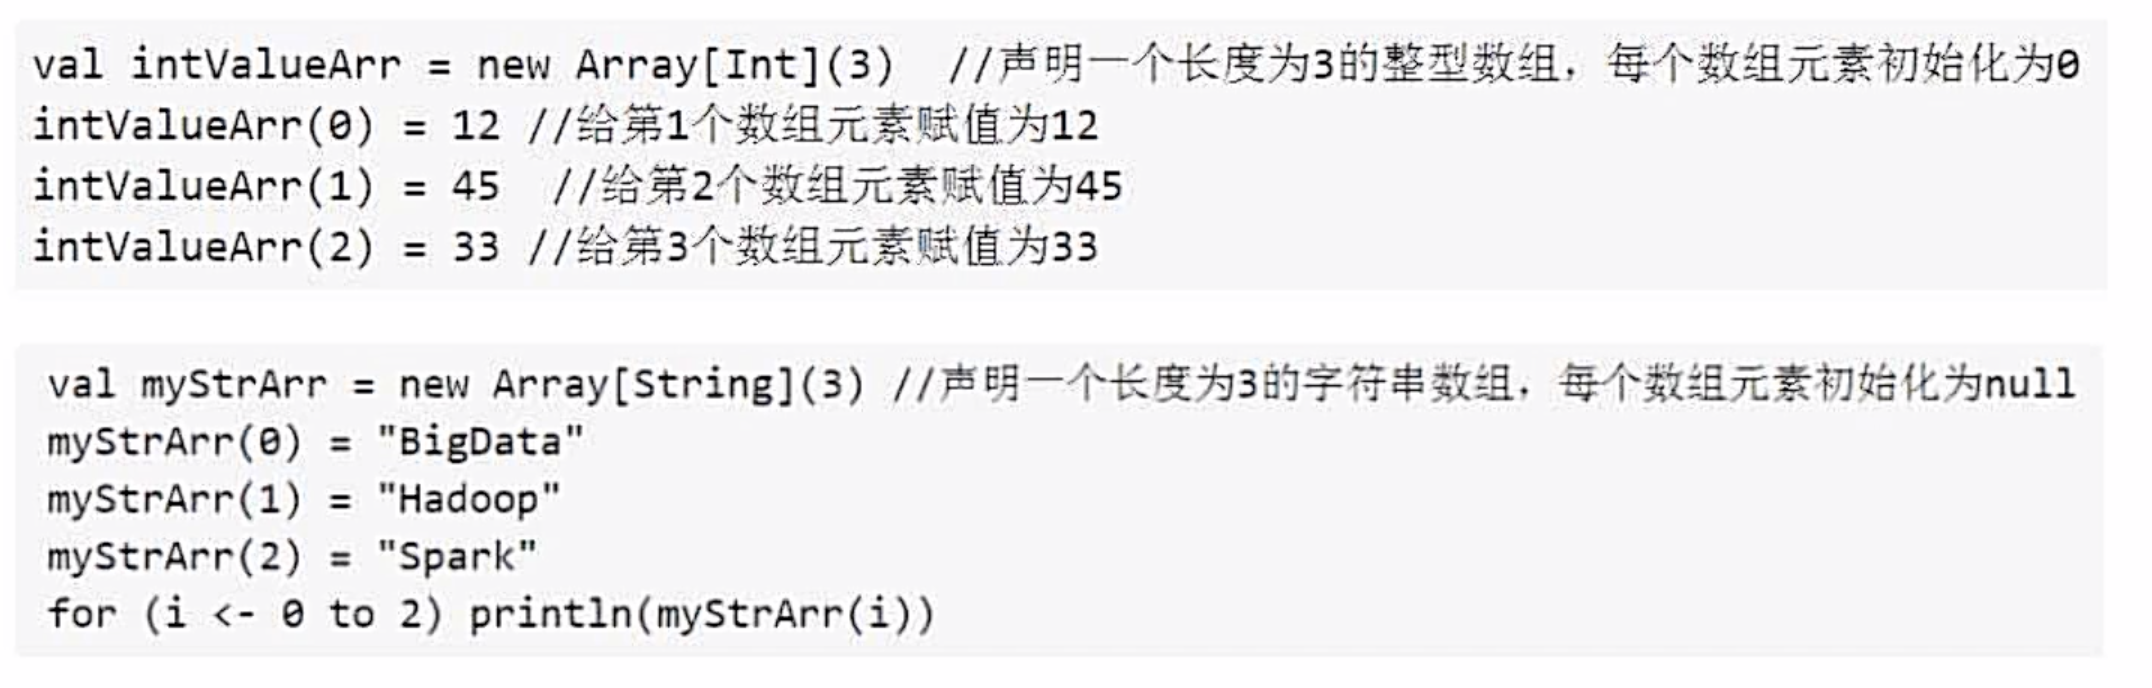 val intValueArr = new Array[Int](3)  //声明一个长度为3的整型数组，每个数组元素初始化为0
intValueArr(0) = 12 //给第1个数组元素赋值为12
intValueArr(1) = 45  //给第2个数组元素赋值为45
intValueArr(2) = 33 //给第3个数组元素赋值为33
val myStrArr = new Array[String](3) //声明一个长度为3的字符串数组，每个数组元素初始化为null
myStrArr(0) = "BigData"
myStrArr(1) = "Hadoop"
myStrArr(2) = "Spark"
for (i <- 0 to 2) println(myStrArr(i))